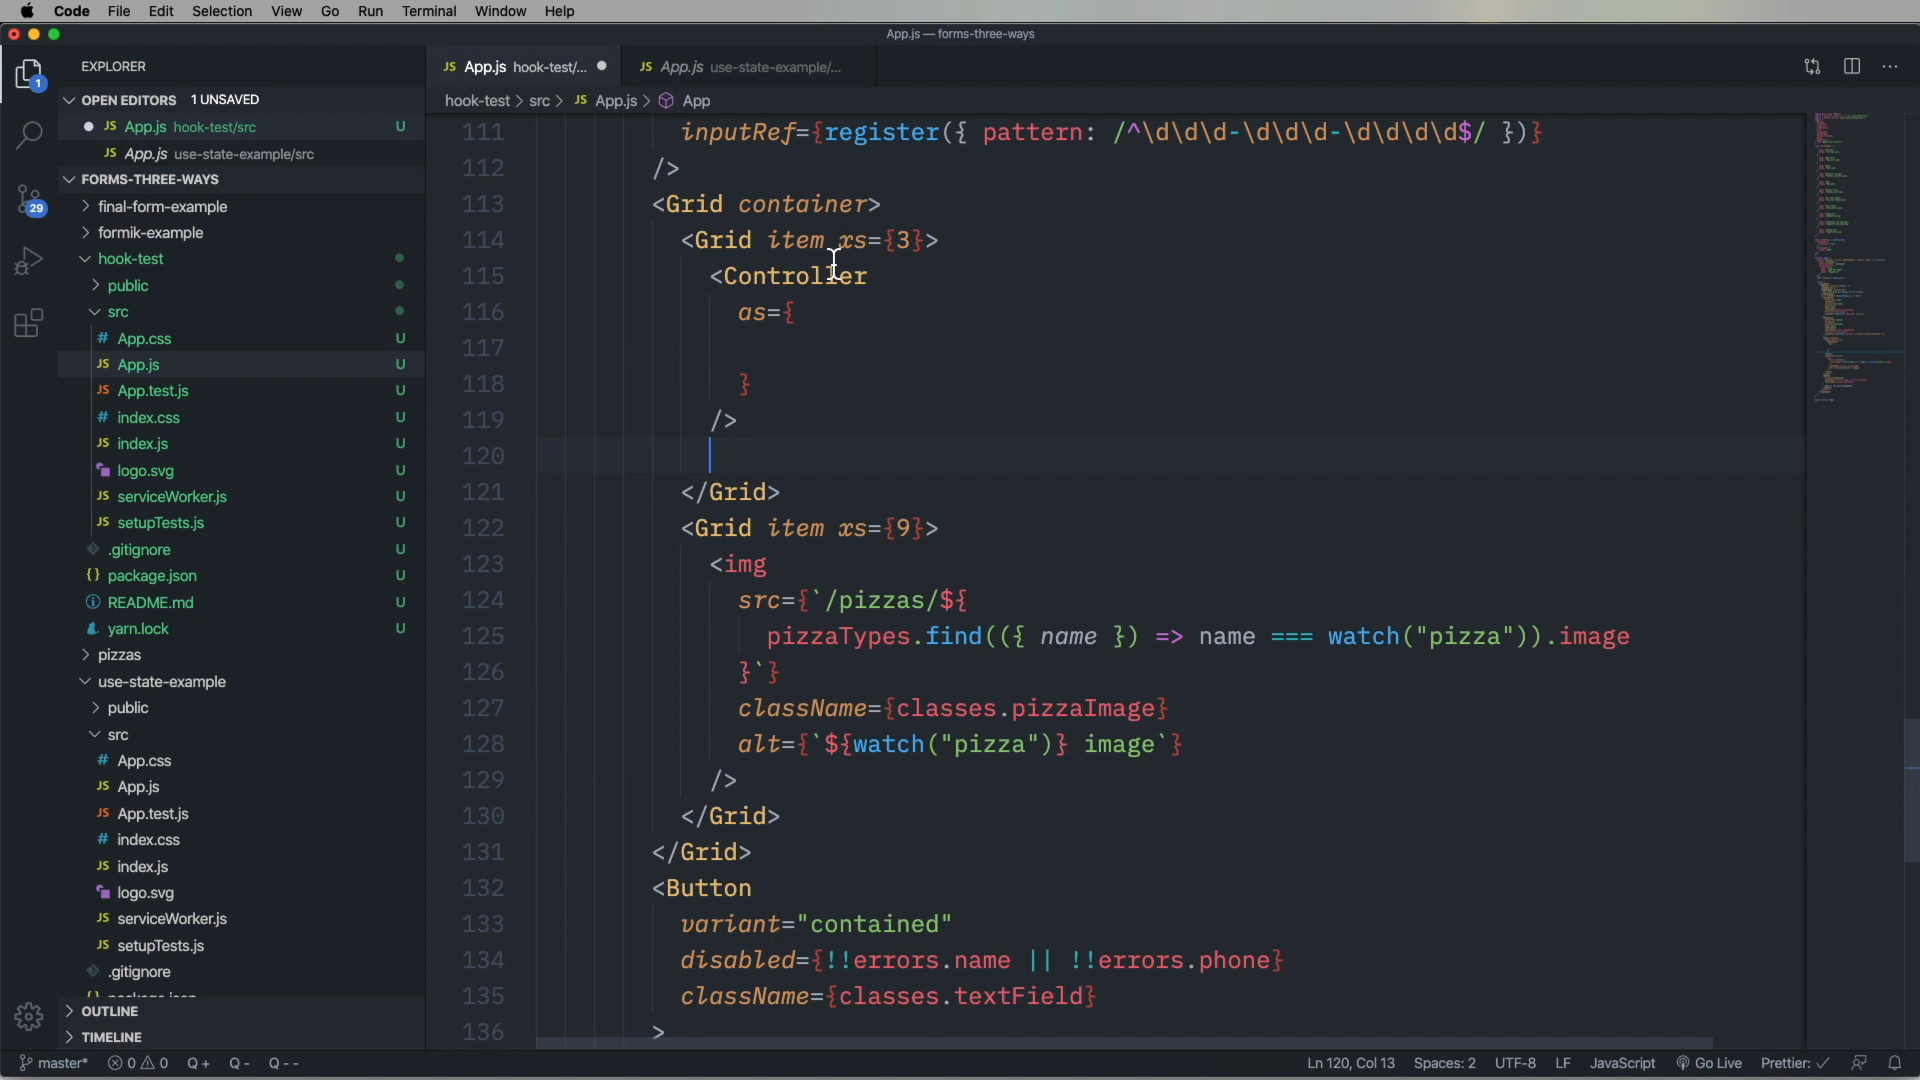 Code File Edit Selection View Go Run Terminal Window Help
App.js — forms-three-ways
EXPLORER
OPEN EDITORS 1 UNSAVED
JS App.js hook-test/src U
JS App.js use-state-example/src
FORMS-THREE-WAYS
final-form-example
formik-example
hook-test
public
src
# App.css U
JS App.js U
JS App.test.js U
# index.css U
JS index.js U
logo.svg U
JS serviceWorker.js U
JS setupTests.js U
.gitignore U
{} package.json U
README.md U
yarn.lock U
pizzas
use-state-example
public
src
# App.css
JS App.js
JS App.test.js
# index.css
JS index.js
logo.svg
JS serviceWorker.js
JS setupTests.js
.gitignore
{} package.json
OUTLINE
TIMELINE
1
29
JS App.js hook-test/...
JS App.js use-state-example/...
hook-test > src > JS App.js > App
111 inputRef={register({ pattern: /^\d\d\d-\d\d\d-\d\d\d\d$/ })}
112 />
113 <Grid container>
114 <Grid item xs={3}>
115 <Controller
116 as={
117
118 }
119 />
120
121 </Grid>
122 <Grid item xs={9}>
123 <img
124 src={`/pizzas/${
125 pizzaTypes.find(({ name }) => name === watch("pizza")).image
126 }`}
127 className={classes.pizzaImage}
128 alt={`${watch("pizza")} image`}
129 />
130 </Grid>
131 </Grid>
132 <Button
133 variant="contained"
134 disabled={!!errors.name || !!errors.phone}
135 className={classes.textField}
136 >
master* 0 0 Q + Q - Q - - Ln 120, Col 13 Spaces: 2 UTF-8 LF JavaScript Go Live Prettier: ✓